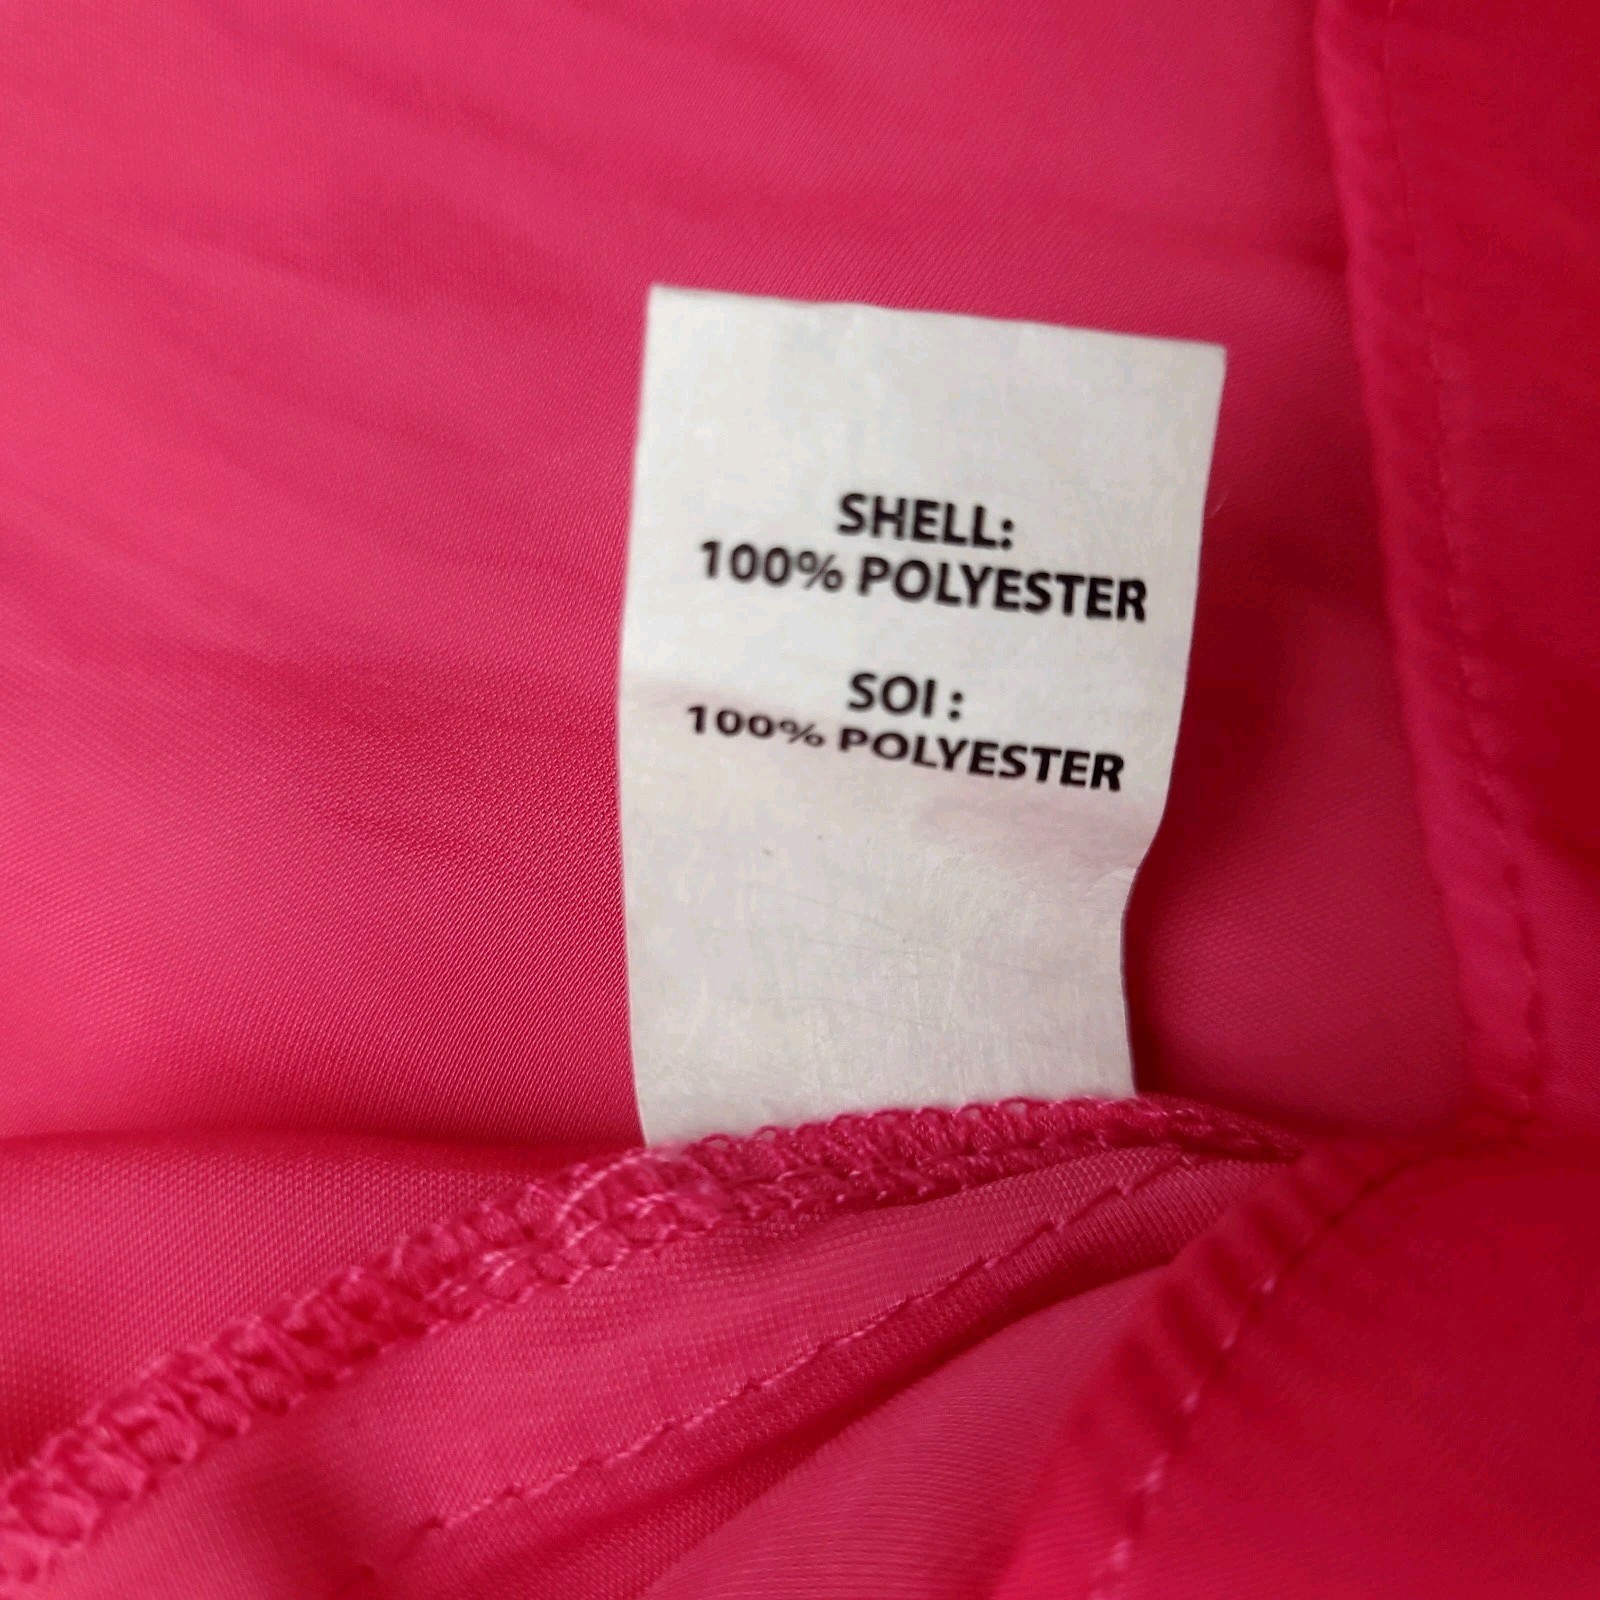 SHELL:
100% POLYESTER
SOI :
100% POLYESTER